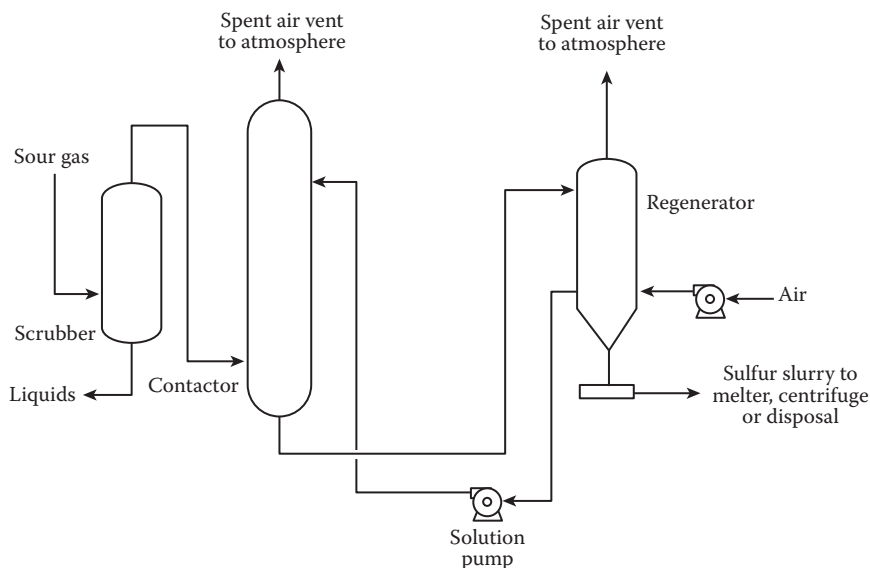 Spent air vent
to atmosphere
Spent air vent
to atmosphere
Sour gas
Regenerator
Air
Scrubber
Contactor
Liquids
Sulfur slurry to
melter, centrifuge
or disposal
Solution
pump